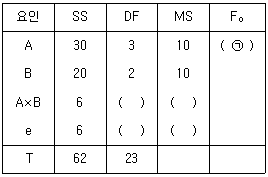 요인 SS DF MS F₀
A 30 3 10 ( ㉠ )
B 20 2 10
A×B 6 ( ) ( )
e 6 ( ) ( )
T 62 23